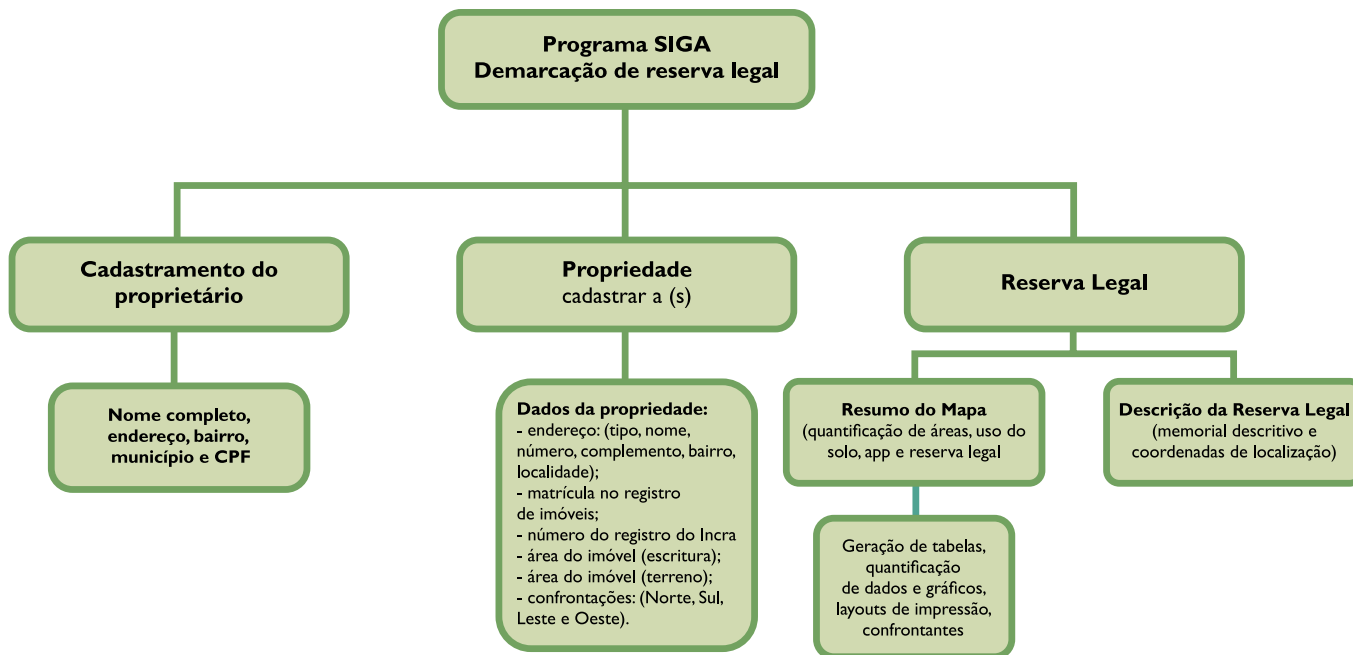 Programa SIGA
Demarcação de reserva legal
Cadastramento do
proprietário
Propriedade
cadastrar a (s)
Reserva Legal
Nome completo,
endereço, bairro,
município e CPF
Dados da propriedade:
- endereço: (tipo, nome,
número, complemento, bairro,
localidade);
- matrícula no registro
de imóveis;
- número do registro do Incra
- área do imóvel (escritura);
- área do imóvel (terreno);
- confrontações: (Norte, Sul,
Leste e Oeste).
Resumo do Mapa
(quantificação de áreas, uso do
solo, app e reserva legal
Descrição da Reserva Legal
(memorial descritivo e
coordenadas de localização)
Geração de tabelas,
quantificação
de dados e gráficos,
layouts de impressão,
confrontantes